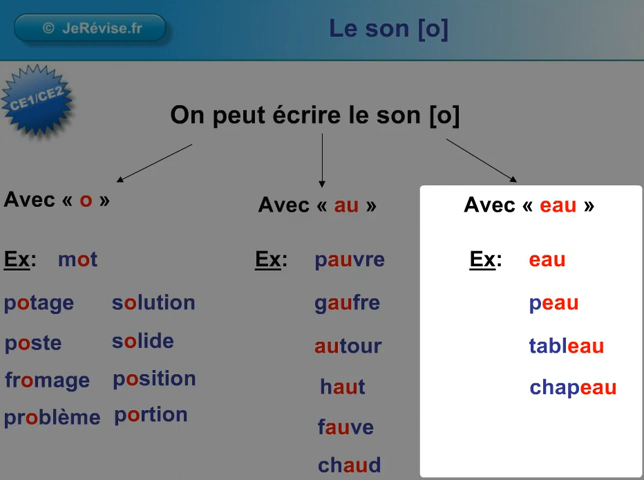 © JeRévise.fr
Le son [o]
CE1/CE2
On peut écrire le son [o]
Avec « o »
Ex: mot
potage solution
poste solide
fromage position
problème portion
Avec « au »
Ex: pauvre
gaufre
autour
haut
fauve
chaud
Avec « eau »
Ex: eau
peau
tableau
chapeau